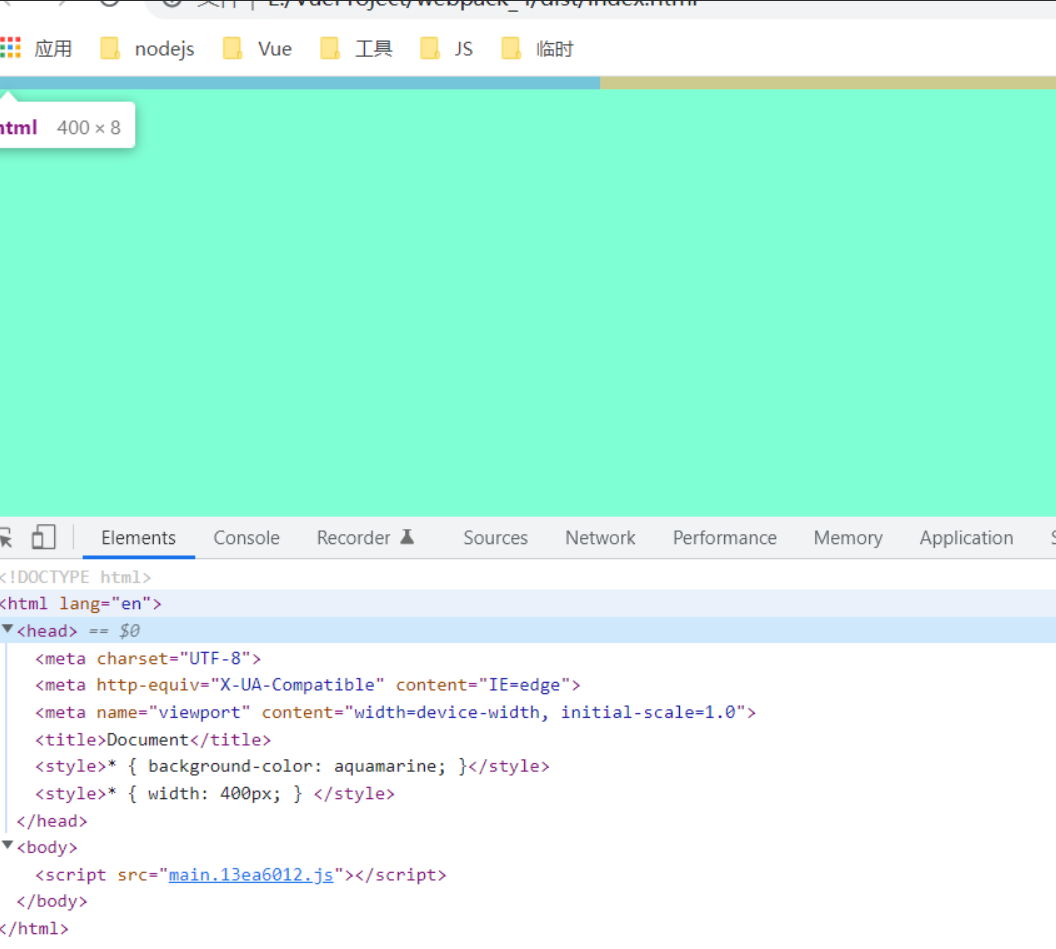 文件 | E:/VueProject/webpack_1/dist/index.html
应用 nodejs Vue 工具 JS 临时
html 400 × 8
Elements Console Recorder Sources Network Performance Memory Application
<!DOCTYPE html>
<html lang="en">
<head> == $0
<meta charset="UTF-8">
<meta http-equiv="X-UA-Compatible" content="IE=edge">
<meta name="viewport" content="width=device-width, initial-scale=1.0">
<title>Document</title>
<style>* { background-color: aquamarine; }</style>
<style>* { width: 400px; } </style>
</head>
<body>
<script src="main.13ea6012.js"></script>
</body>
</html>